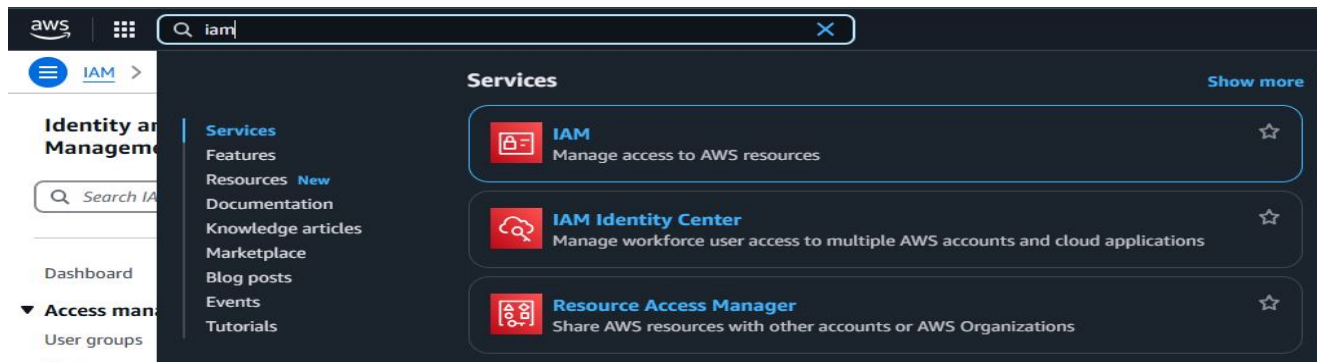 aws
iam
IAM >
Identity an
Manageme
Search IA
Dashboard
Access man
User groups
Services
Features
Resources New
Documentation
Knowledge articles
Marketplace
Blog posts
Events
Tutorials
Services
Show more
IAM
Manage access to AWS resources
IAM Identity Center
Manage workforce user access to multiple AWS accounts and cloud applications
Resource Access Manager
Share AWS resources with other accounts or AWS Organizations